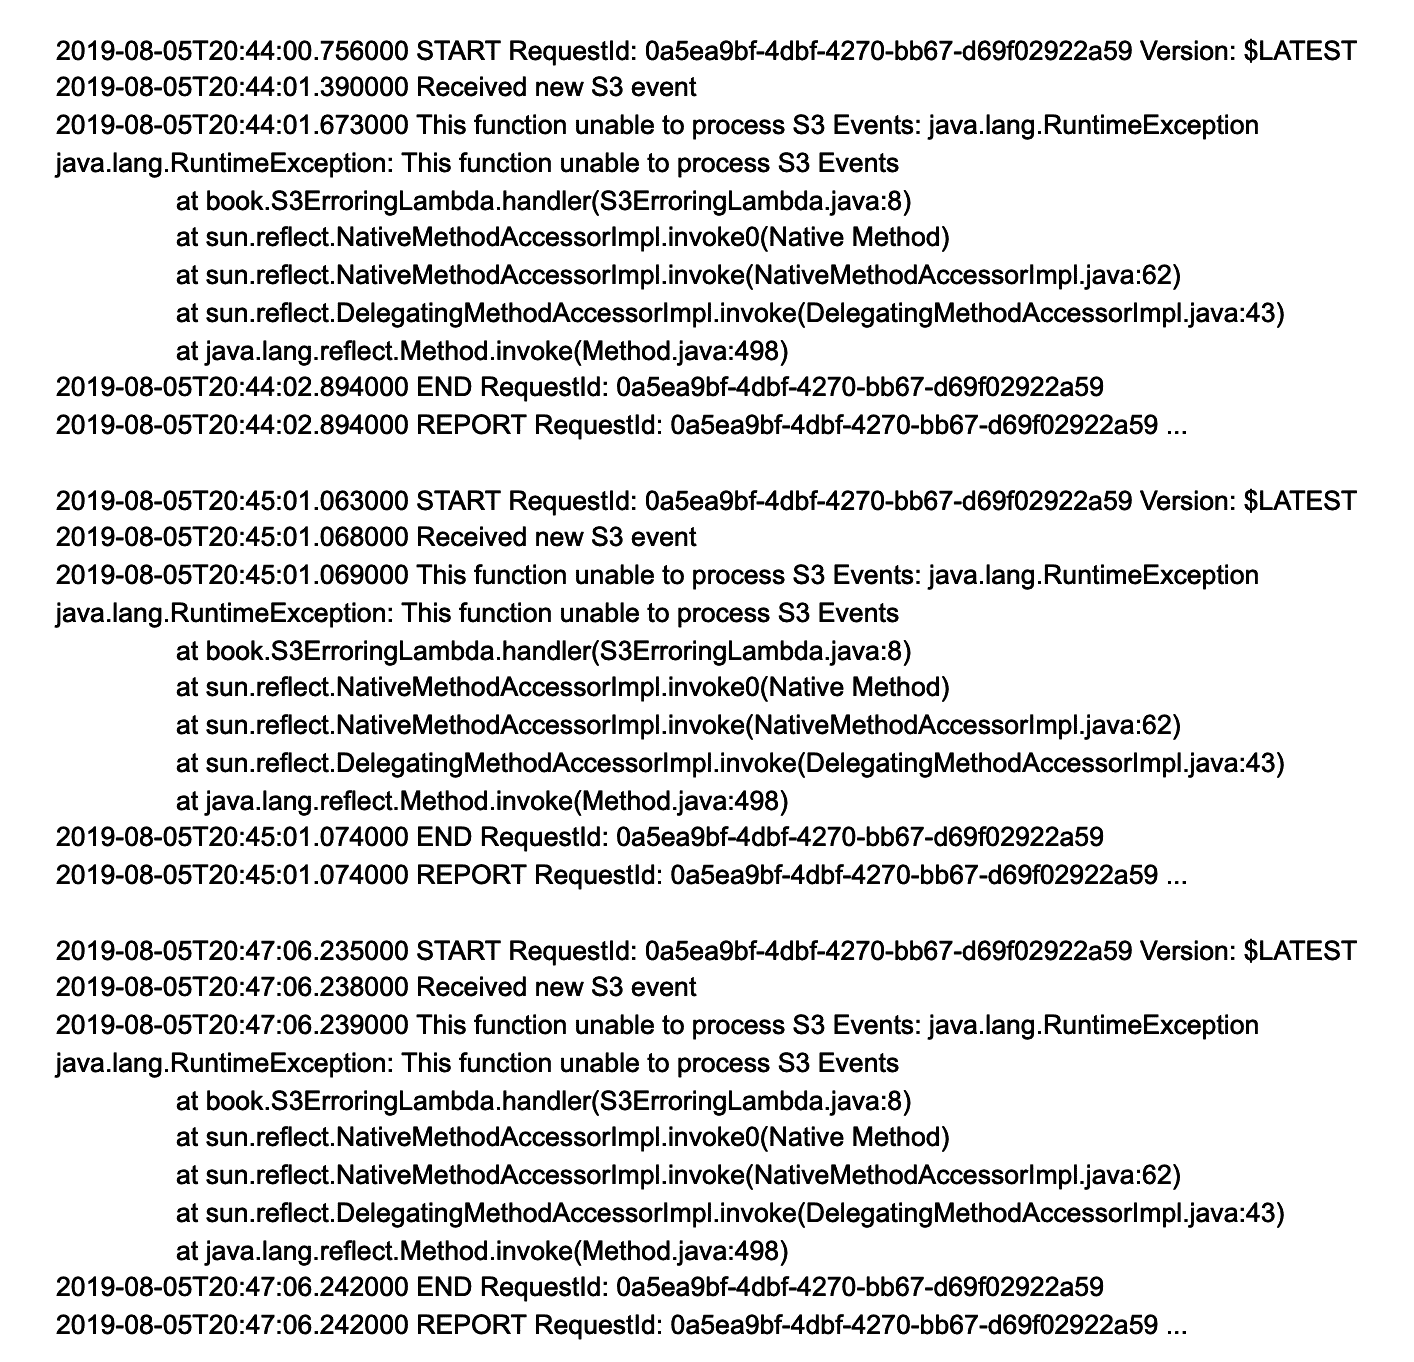 2019-08-05T20:44:00.756000 START RequestId: 0a5ea9bf-4dbf-4270-bb67-d69f02922a59 Version: $LATEST
2019-08-05T20:44:01.390000 Received new S3 event
2019-08-05T20:44:01.673000 This function unable to process S3 Events: java.lang.RuntimeException
java.lang.RuntimeException: This function unable to process S3 Events
at book.S3ErroringLambda.handler(S3ErroringLambda.java:8)
at sun.reflect.NativeMethodAccessorImpl.invoke0(Native Method)
at sun.reflect.NativeMethodAccessorImpl.invoke(NativeMethodAccessorImpl.java:62)
at sun.reflect.DelegatingMethodAccessorImpl.invoke(DelegatingMethodAccessorImpl.java:43)
at java.lang.reflect.Method.invoke(Method.java:498)
2019-08-05T20:44:02.894000 END RequestId: 0a5ea9bf-4dbf-4270-bb67-d69f02922a59
2019-08-05T20:44:02.894000 REPORT RequestId: 0a5ea9bf-4dbf-4270-bb67-d69f02922a59 ...
2019-08-05T20:45:01.063000 START RequestId: 0a5ea9bf-4dbf-4270-bb67-d69f02922a59 Version: $LATEST
2019-08-05T20:45:01.068000 Received new S3 event
2019-08-05T20:45:01.069000 This function unable to process S3 Events: java.lang.RuntimeException
java.lang.RuntimeException: This function unable to process S3 Events
at book.S3ErroringLambda.handler(S3ErroringLambda.java:8)
at sun.reflect.NativeMethodAccessorImpl.invoke0(Native Method)
at sun.reflect.NativeMethodAccessorImpl.invoke(NativeMethodAccessorImpl.java:62)
at sun.reflect.DelegatingMethodAccessorImpl.invoke(DelegatingMethodAccessorImpl.java:43)
at java.lang.reflect.Method.invoke(Method.java:498)
2019-08-05T20:45:01.074000 END RequestId: 0a5ea9bf-4dbf-4270-bb67-d69f02922a59
2019-08-05T20:45:01.074000 REPORT RequestId: 0a5ea9bf-4dbf-4270-bb67-d69f02922a59 ...
2019-08-05T20:47:06.235000 START RequestId: 0a5ea9bf-4dbf-4270-bb67-d69f02922a59 Version: $LATEST
2019-08-05T20:47:06.238000 Received new S3 event
2019-08-05T20:47:06.239000 This function unable to process S3 Events: java.lang.RuntimeException
java.lang.RuntimeException: This function unable to process S3 Events
at book.S3ErroringLambda.handler(S3ErroringLambda.java:8)
at sun.reflect.NativeMethodAccessorImpl.invoke0(Native Method)
at sun.reflect.NativeMethodAccessorImpl.invoke(NativeMethodAccessorImpl.java:62)
at sun.reflect.DelegatingMethodAccessorImpl.invoke(DelegatingMethodAccessorImpl.java:43)
at java.lang.reflect.Method.invoke(Method.java:498)
2019-08-05T20:47:06.242000 END RequestId: 0a5ea9bf-4dbf-4270-bb67-d69f02922a59
2019-08-05T20:47:06.242000 REPORT RequestId: 0a5ea9bf-4dbf-4270-bb67-d69f02922a59 ...